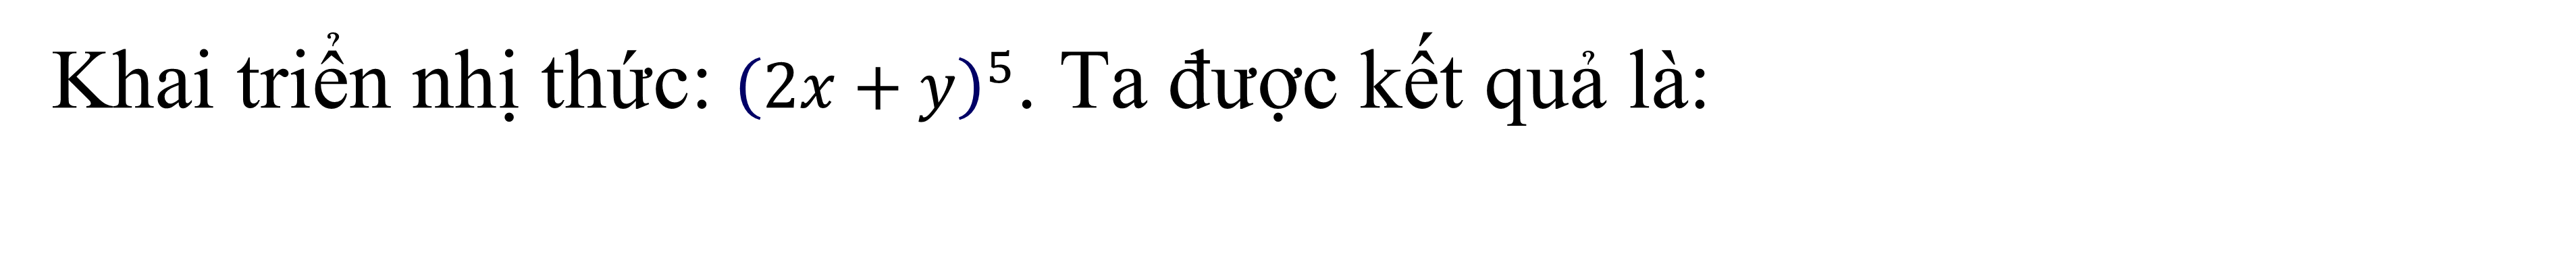 Khai triển nhị thức: (2x + y)⁵. Ta được kết quả là: